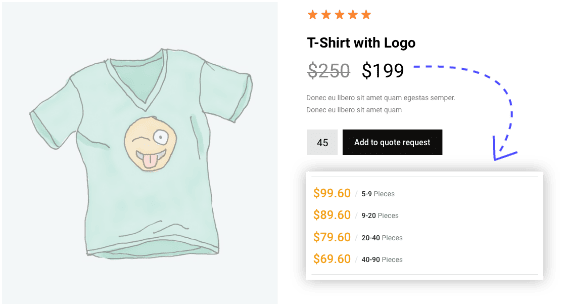 T-Shirt with Logo
$250 $199
Donec eu libero sit amet quam egestas semper.
Donec eu libero sit amet quam
45 Add to quote request
$99.60 / 5-9 Pieces
$89.60 / 9-20 Pieces
$79.60 / 20-40 Pieces
$69.60 / 40-90 Pieces